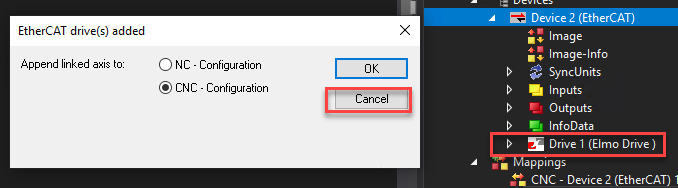 EtherCAT drive(s) added
Append linked axis to:
NC - Configuration
CNC - Configuration
OK
Cancel
Devices
Device 2 (EtherCAT)
Image
Image-Info
SyncUnits
Inputs
Outputs
InfoData
Drive 1 (Elmo Drive )
Mappings
CNC - Device 2 (EtherCAT) 1